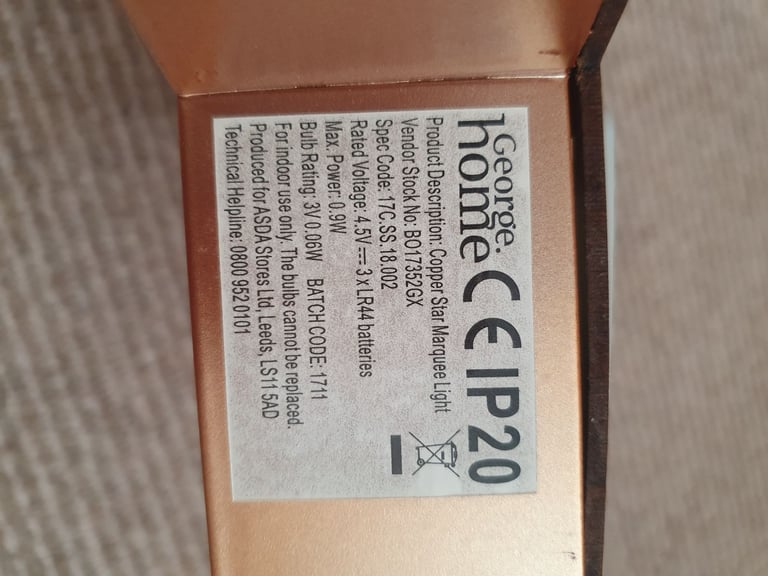 George.
home CE IP20
Product Description: Copper Star Marquee Light
Vendor Stock No: BO17352GX
Spec Code: 17C.SS.18.002
Rated Voltage: 4.5V⎓3 x LR44 batteries
Max. Power: 0.9W
Bulb Rating: 3V 0.06W BATCH CODE: 1711
For indoor use only. The bulbs cannot be replaced.
Produced for ASDA Stores Ltd, Leeds, LS11 5AD
Technical Helpline: 0800 952 0101